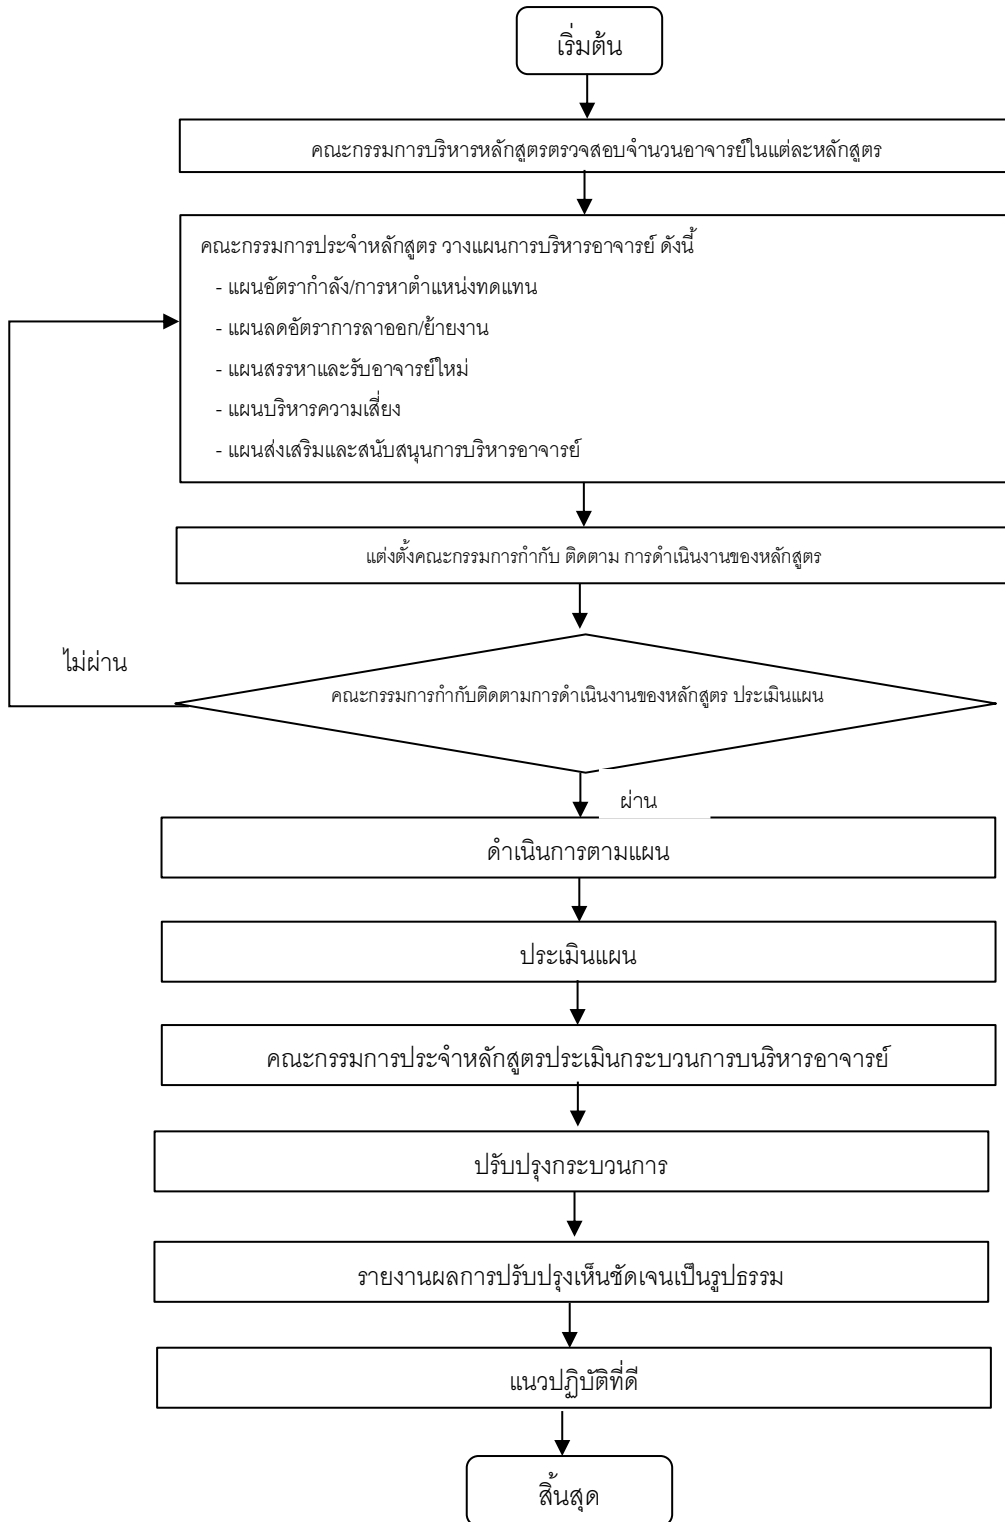 เริ่มต้น
คณะกรรมการบริหารหลักสูตรตรวจสอบจำนวนอาจารย์ในแต่ละหลักสูตร
คณะกรรมการประจำหลักสูตร วางแผนการบริหารอาจารย์ ดังนี้
- แผนอัตรากำลัง/การหาตำแหน่งทดแทน
- แผนลดอัตราการลาออก/ย้ายงาน
- แผนสรรหาและรับอาจารย์ใหม่
- แผนบริหารความเสี่ยง
- แผนส่งเสริมและสนับสนุนการบริหารอาจารย์
แต่งตั้งคณะกรรมการกำกับ ติดตาม การดำเนินงานของหลักสูตร
ไม่ผ่าน
คณะกรรมการกำกับติดตามการดำเนินงานของหลักสูตร ประเมินแผน
ผ่าน
ดำเนินการตามแผน
ประเมินแผน
คณะกรรมการประจำหลักสูตรประเมินกระบวนการบนริหารอาจารย์
ปรับปรุงกระบวนการ
รายงานผลการปรับปรุงเห็นชัดเจนเป็นรูปธรรม
แนวปฏิบัติที่ดี
สิ้นสุด